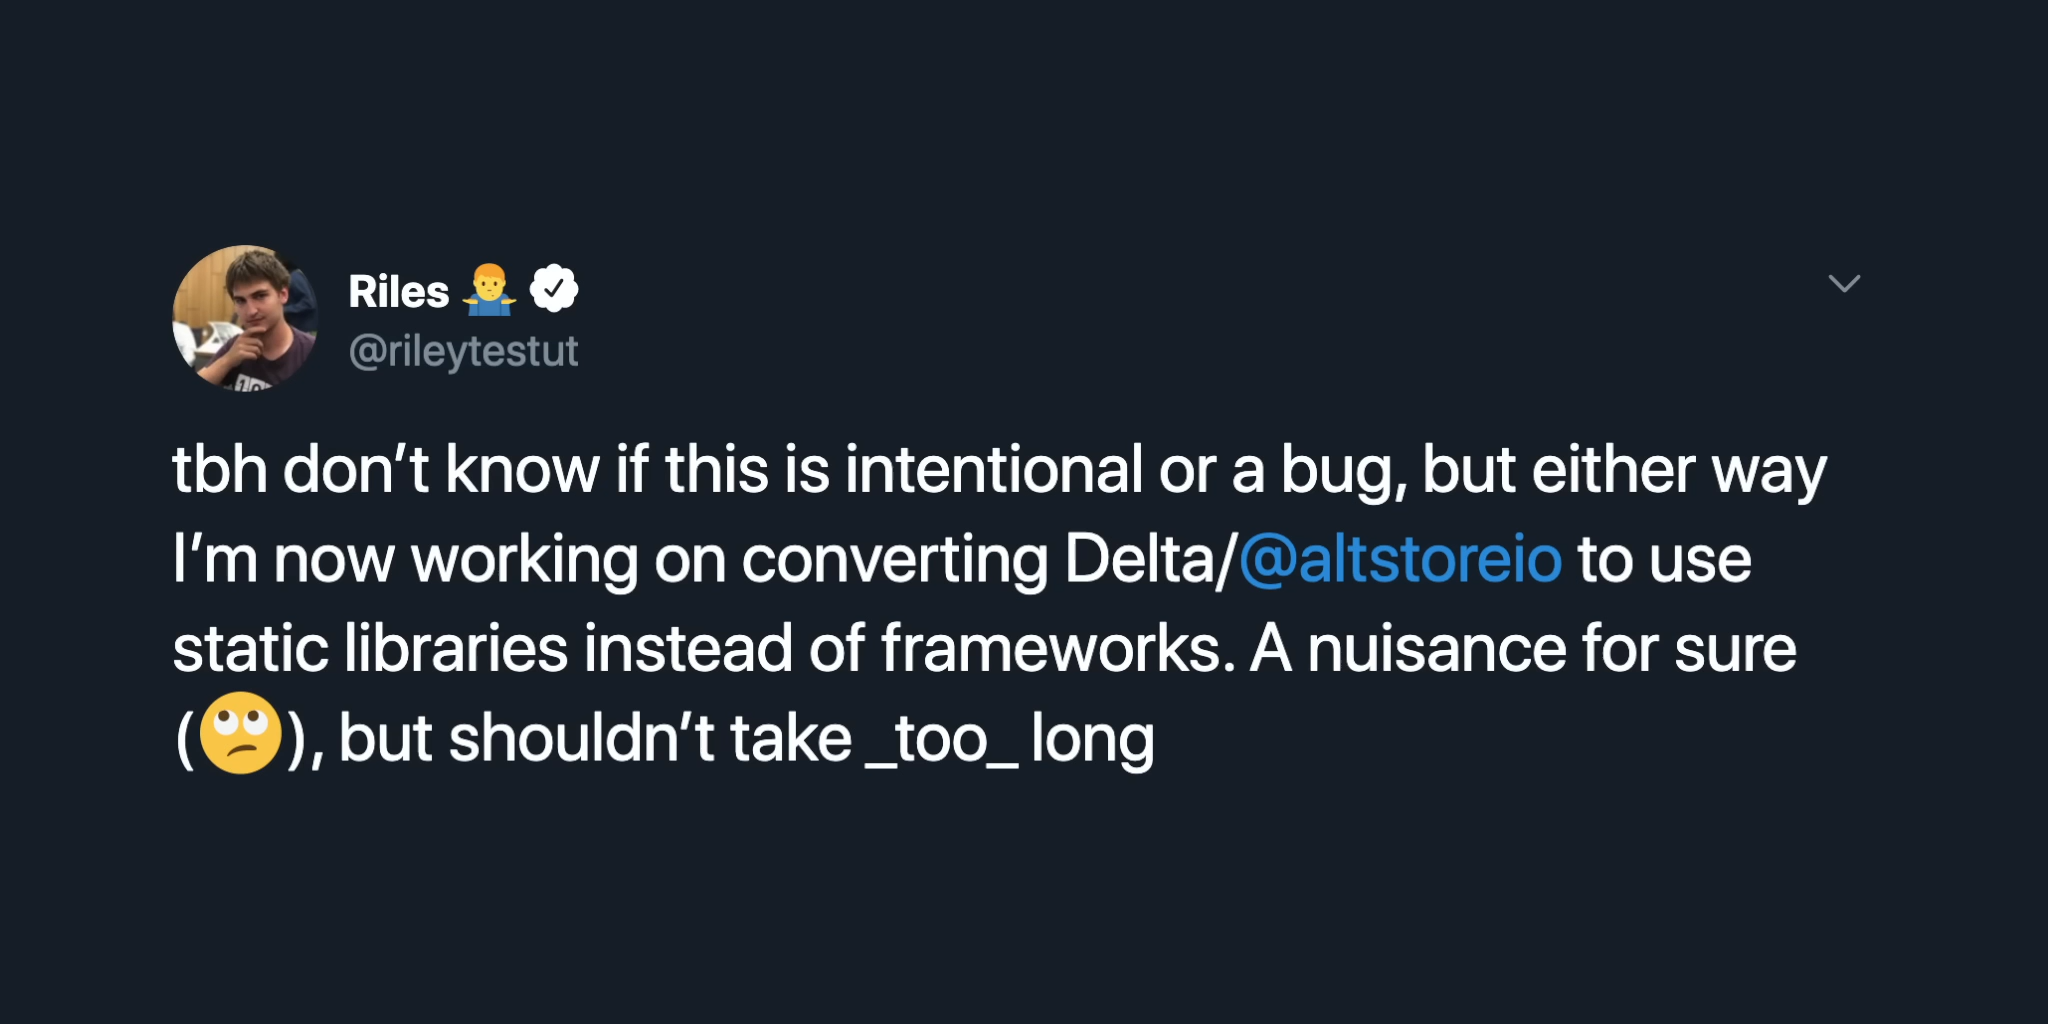 Riles 🤷‍♂️
@rileytestut
tbh don’t know if this is intentional or a bug, but either way
I’m now working on converting Delta/@altstoreio to use
static libraries instead of frameworks. A nuisance for sure
(🙄), but shouldn’t take _too_ long